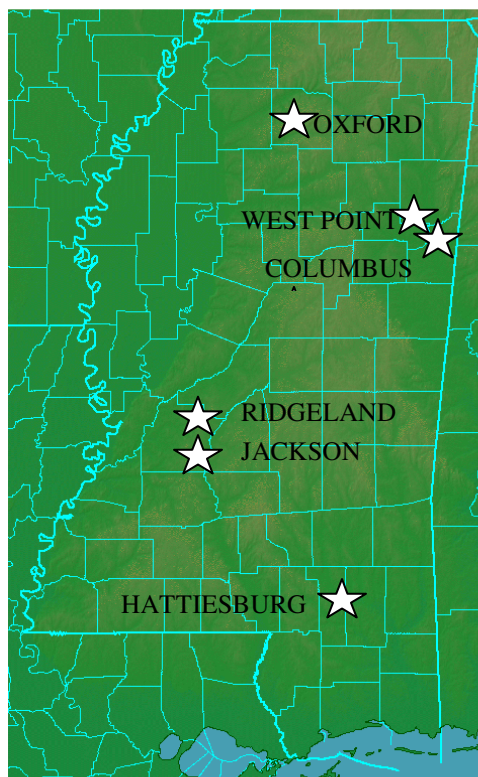 OXFORD
WEST POINT
COLUMBUS
RIDGELAND
JACKSON
HATTIESBURG